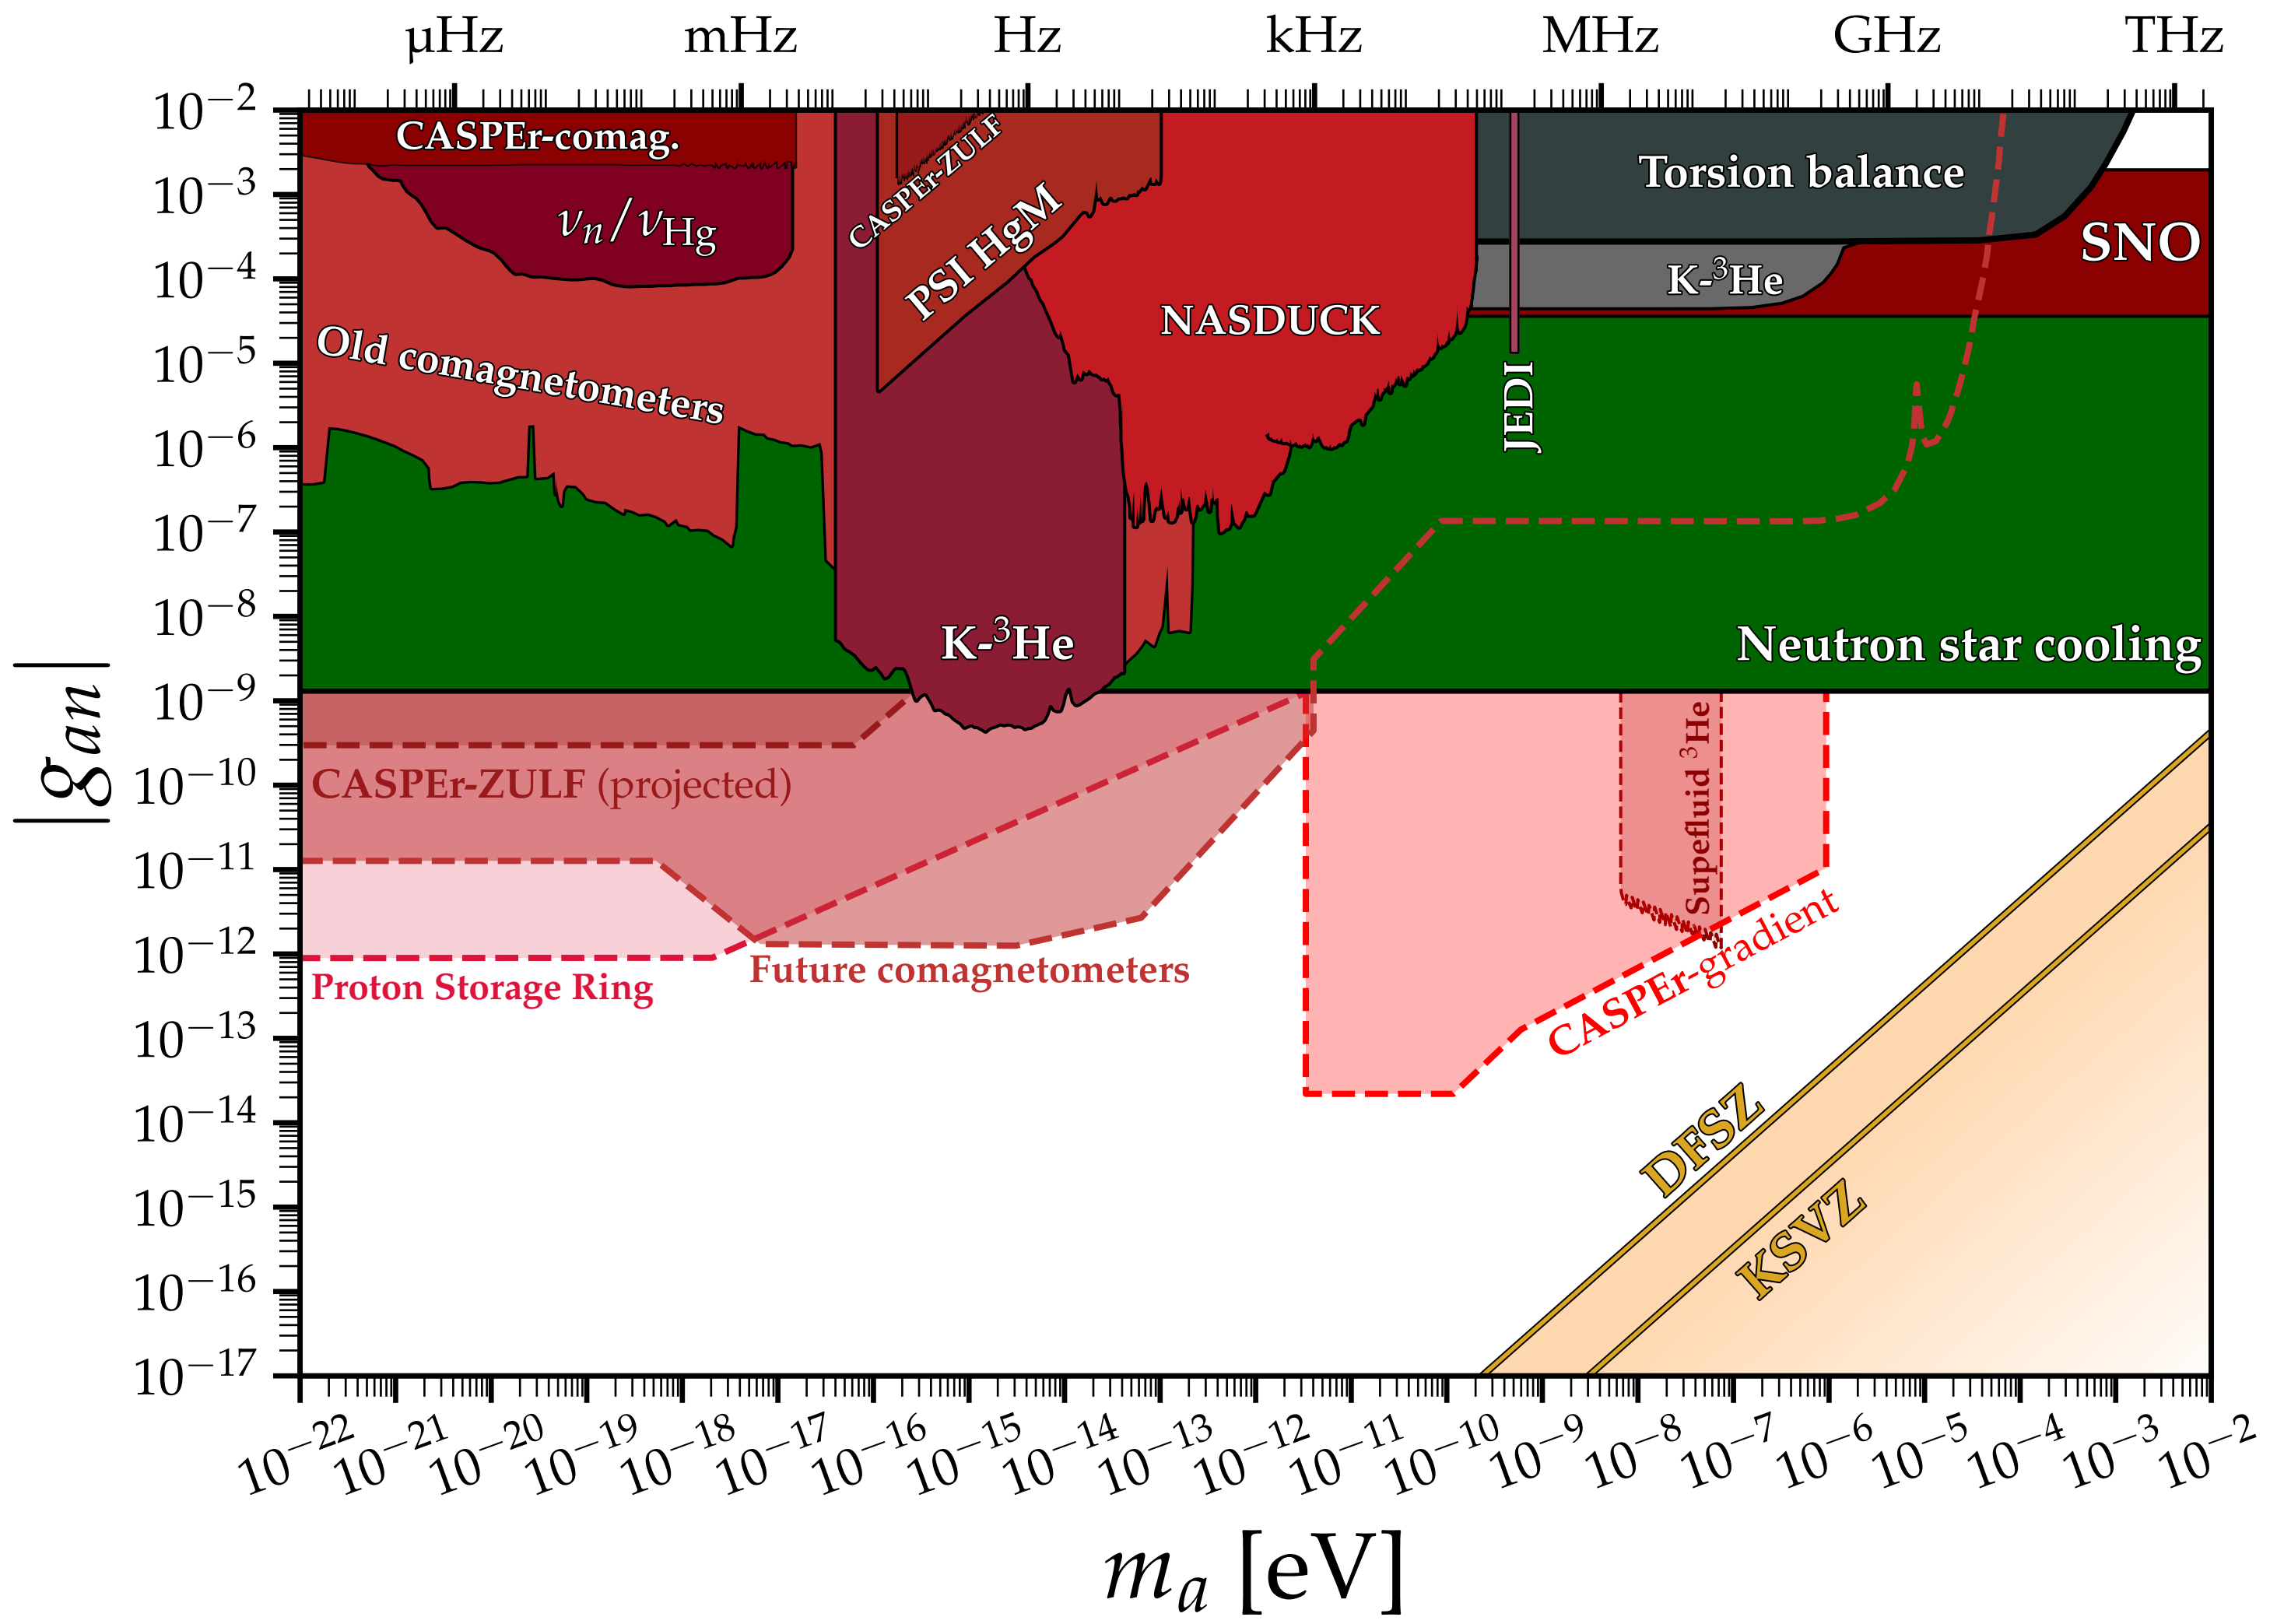 μHz mHz Hz kHz MHz GHz THz
10⁻²
10⁻³
10⁻⁴
10⁻⁵
10⁻⁶
10⁻⁷
10⁻⁸
10⁻⁹
10⁻¹⁰
10⁻¹¹
10⁻¹²
10⁻¹³
10⁻¹⁴
10⁻¹⁵
10⁻¹⁶
10⁻¹⁷
|gₐₙ|
CASPEr-comag.
νₙ/ν_Hg
Old comagnetometers
CASPEr-ZULF
PSI HgM
NASDUCK
K-³He
Torsion balance
K-³He
SNO
JEDI
Neutron star cooling
CASPEr-ZULF (projected)
Proton Storage Ring
Future comagnetometers
Supefluid ³He
CASPEr-gradient
DFSZ
KSVZ
10⁻²² 10⁻²¹ 10⁻²⁰ 10⁻¹⁹ 10⁻¹⁸ 10⁻¹⁷ 10⁻¹⁶ 10⁻¹⁵ 10⁻¹⁴ 10⁻¹³ 10⁻¹² 10⁻¹¹ 10⁻¹⁰ 10⁻⁹ 10⁻⁸ 10⁻⁷ 10⁻⁶ 10⁻⁵ 10⁻⁴ 10⁻³ 10⁻²
mₐ [eV]